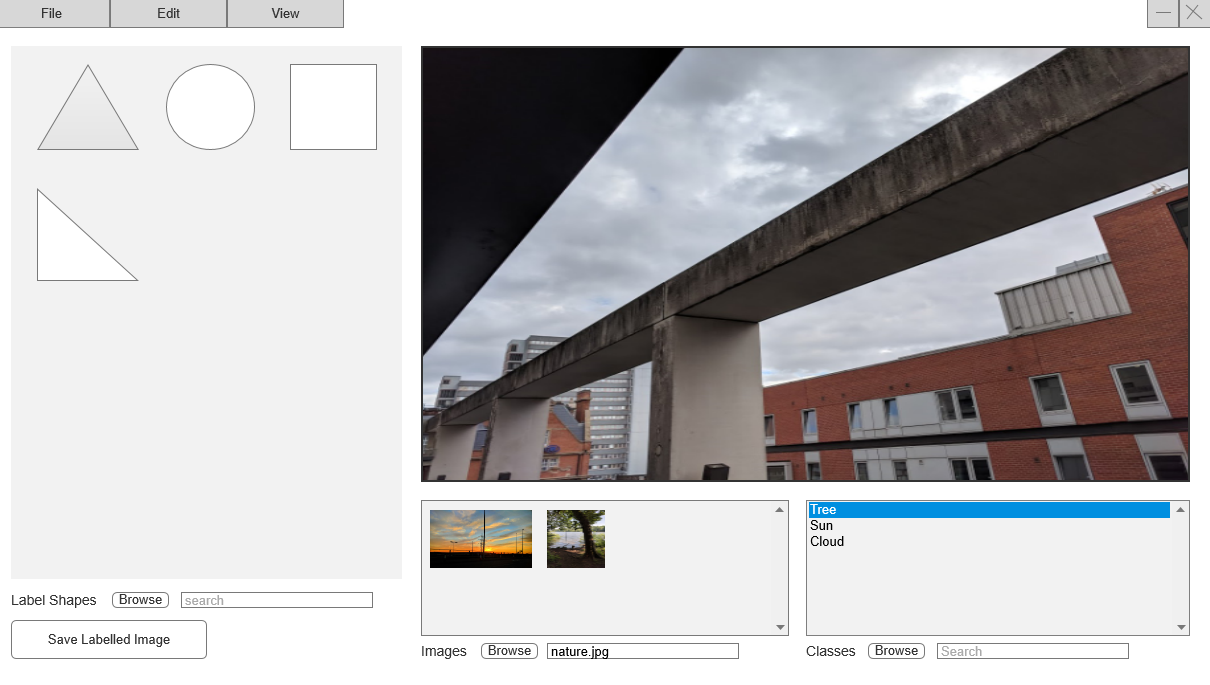 File Edit View
Tree
Sun
Cloud
Label Shapes Browse search
Save Labelled Image
Images Browse nature.jpg
Classes Browse Search